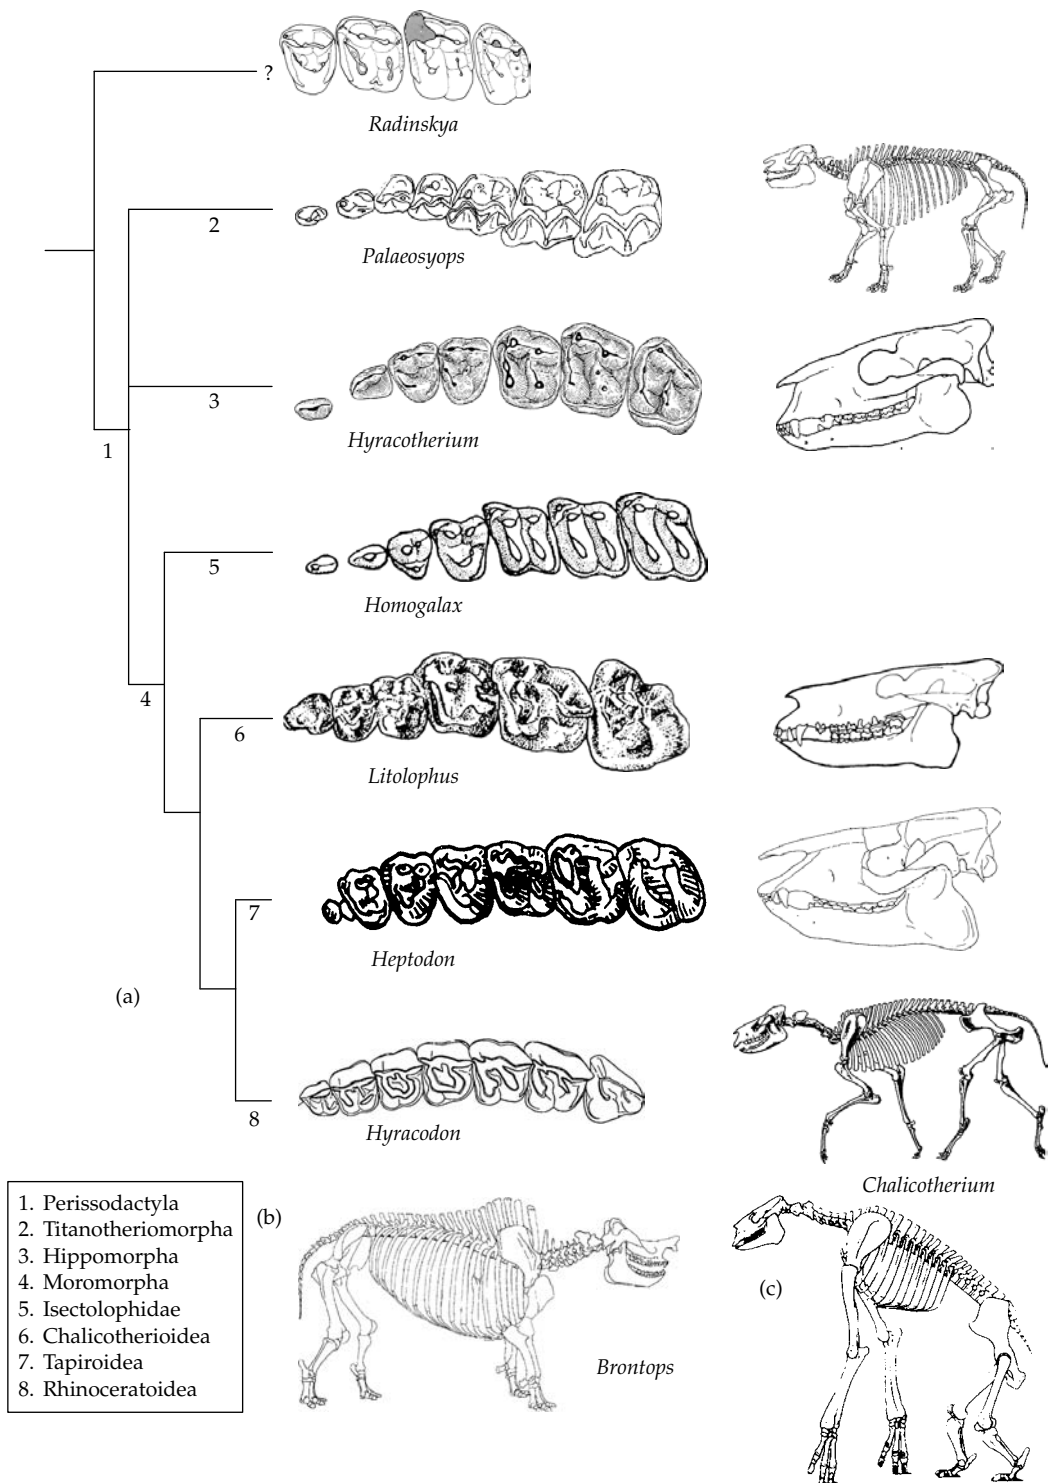 ?
Radinskya
2
Palaeosyops
3
Hyracotherium
1
5
Homogalax
4
6
Litolophus
7
Heptodon
(a)
8
Hyracodon
Chalicotherium
1. Perissodactyla
2. Titanotheriomorpha
3. Hippomorpha
4. Moromorpha
5. Isectolophidae
6. Chalicotherioidea
7. Tapiroidea
8. Rhinoceratoidea
(b)
(c)
Brontops